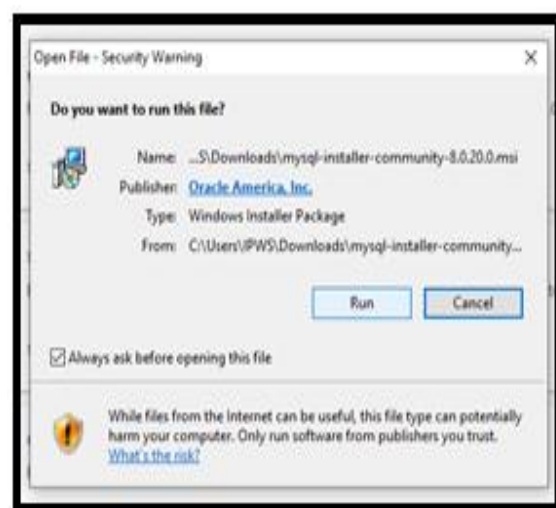 Open File - Security Warning
Do you want to run this file?
Name: ...S\Downloads\mysql-installer-community-8.0.20.0.msi
Publisher: Oracle America, Inc.
Type: Windows Installer Package
From: C:\Users\IPWS\Downloads\mysql-installer-community...
Run Cancel
Always ask before opening this file
While files from the Internet can be useful, this file type can potentially
harm your computer. Only run software from publishers you trust.
What's the risk?